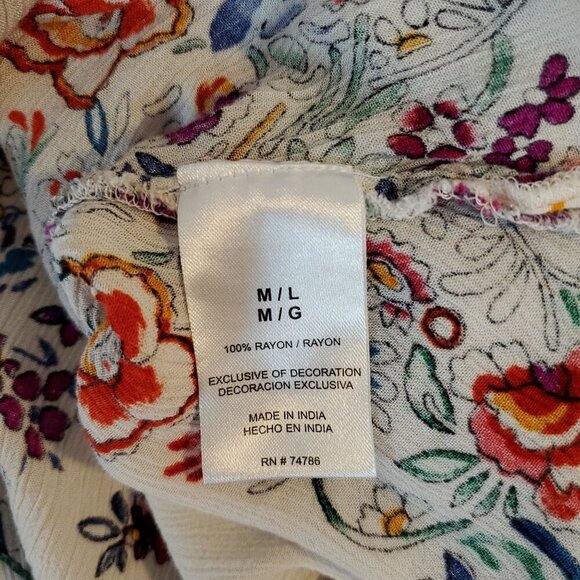 M / L
M / G
100% RAYON / RAYON
EXCLUSIVE OF DECORATION
DECORACION EXCLUSIVA
MADE IN INDIA
HECHO EN INDIA
RN # 74786